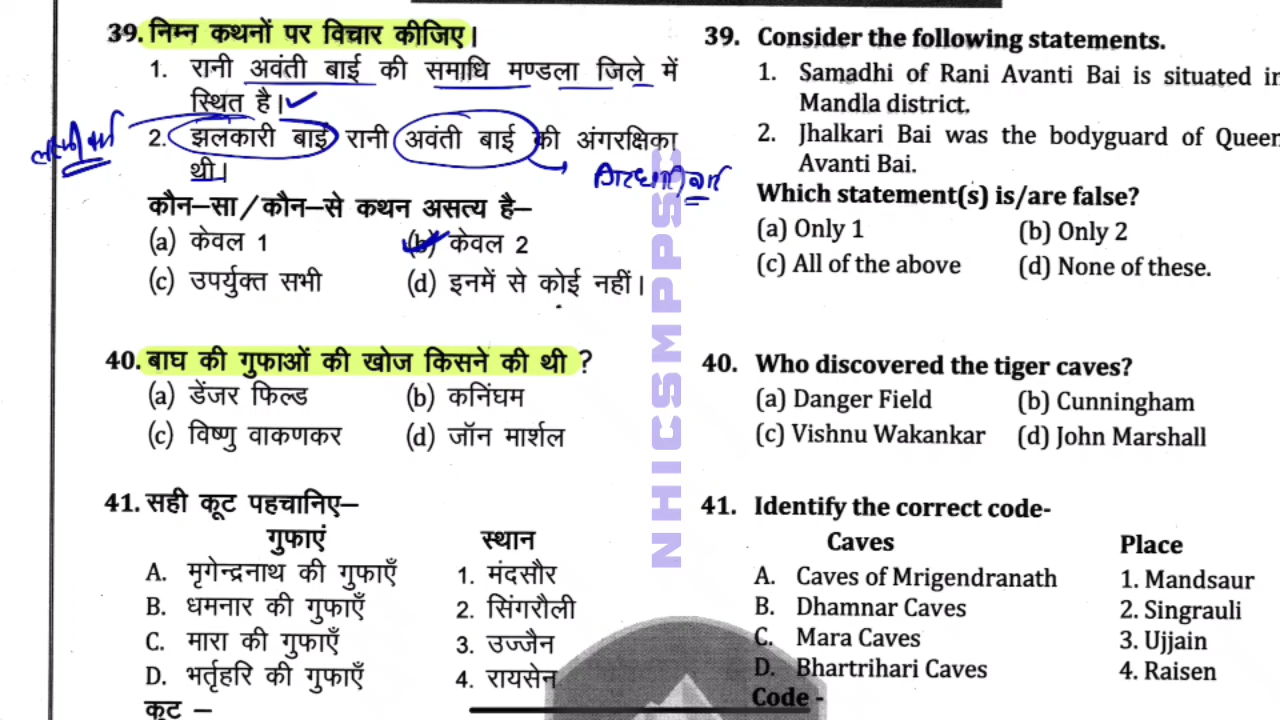 39. निम्न कथनों पर विचार कीजिए।
1. रानी अवंती बाई की समाधि मण्डला जिले में
स्थित है।
2. झलकारी बाई रानी अवंती बाई की अंगरक्षिका
थी।
कौन–सा/कौन–से कथन असत्य है–
(a) केवल 1 (b) केवल 2
(c) उपर्युक्त सभी (d) इनमें से कोई नहीं।
40. बाघ की गुफाओं की खोज किसने की थी ?
(a) डेंजर फिल्ड (b) कनिंघम
(c) विष्णु वाकणकर (d) जॉन मार्शल
41. सही कूट पहचानिए–
गुफाएं स्थान
A. मृगेन्द्रनाथ की गुफाएँ 1. मंदसौर
B. धमनार की गुफाएँ 2. सिंगरौली
C. मारा की गुफाएँ 3. उज्जैन
D. भर्तृहरि की गुफाएँ 4. रायसेन
कूट –
NHICSMPPSC
39. Consider the following statements.
1. Samadhi of Rani Avanti Bai is situated in
Mandla district.
2. Jhalkari Bai was the bodyguard of Queen
Avanti Bai.
Which statement(s) is/are false?
(a) Only 1 (b) Only 2
(c) All of the above (d) None of these.
40. Who discovered the tiger caves?
(a) Danger Field (b) Cunningham
(c) Vishnu Wakankar (d) John Marshall
41. Identify the correct code-
Caves Place
A. Caves of Mrigendranath 1. Mandsaur
B. Dhamnar Caves 2. Singrauli
C. Mara Caves 3. Ujjain
D. Bhartrihari Caves 4. Raisen
Code -